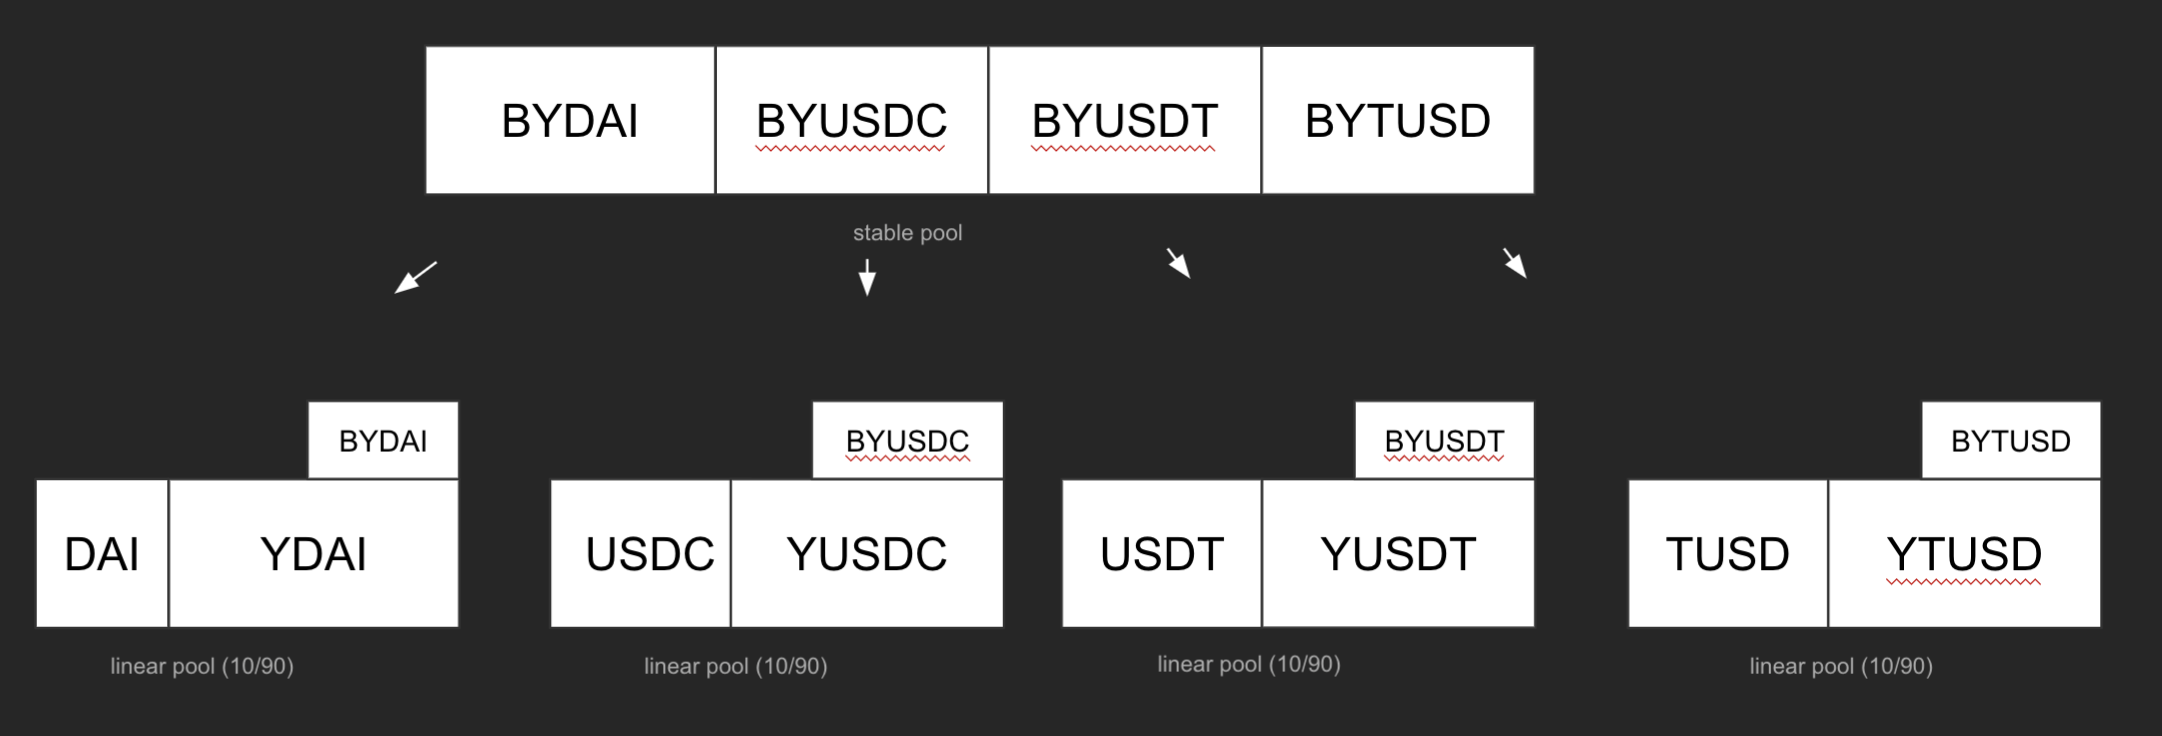 BYDAI BYUSDC BYUSDT BYTUSD
stable pool
BYDAI BYUSDC BYUSDT BYTUSD
DAI YDAI USDC YUSDC USDT YUSDT TUSD YTUSD
linear pool (10/90) linear pool (10/90) linear pool (10/90) linear pool (10/90)